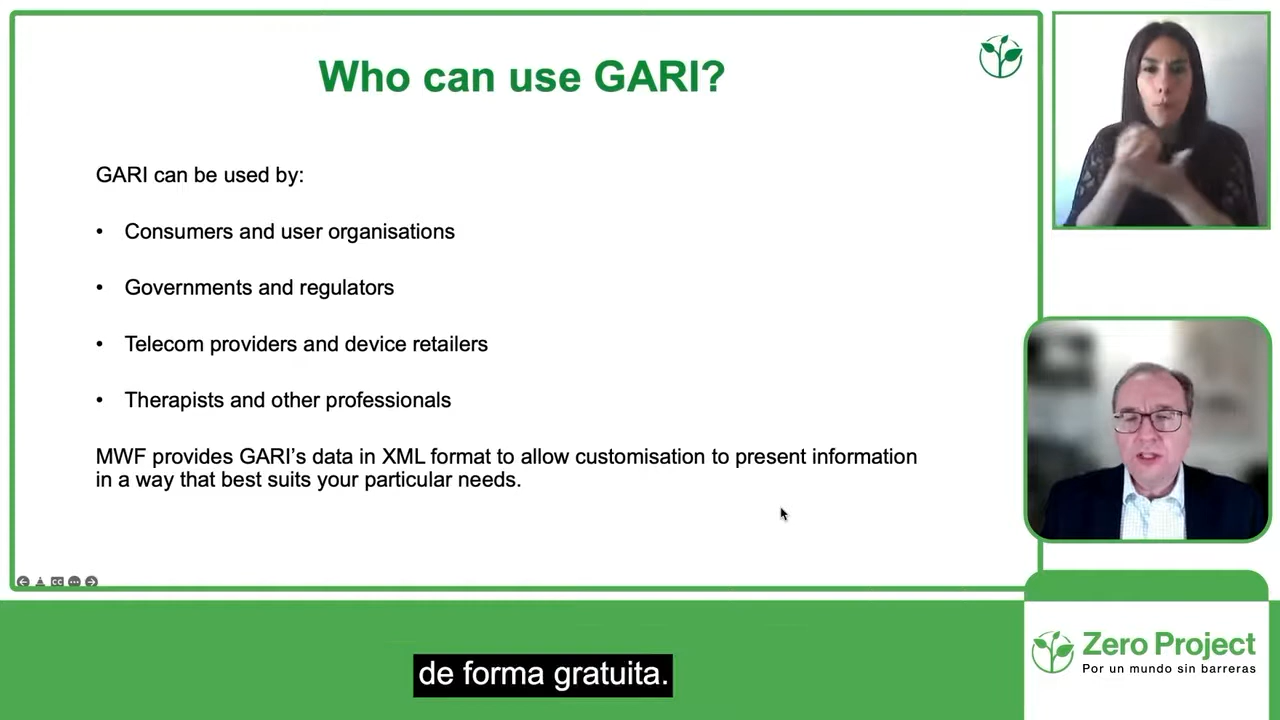 Who can use GARI?
GARI can be used by:
• Consumers and user organisations
• Governments and regulators
• Telecom providers and device retailers
• Therapists and other professionals
MWF provides GARI’s data in XML format to allow customisation to present information
in a way that best suits your particular needs.
CC
Zero Project
Por un mundo sin barreras
de forma gratuita.